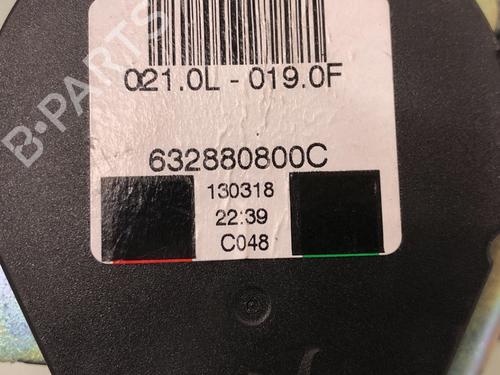 B-PARTS
021.0L - 019.0F
632880800C
130318
22:39
C048